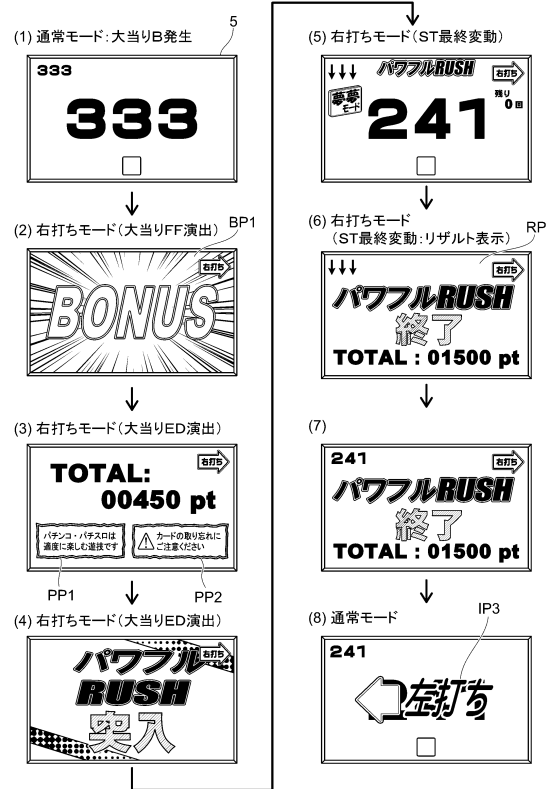 (1) 通常モード:大当りB発生
5
333
333
(2) 右打ちモード(大当りFF演出)
BP1
右打ち
BONUS
(3) 右打ちモード(大当りED演出)
右打ち
TOTAL:
00450 pt
パチンコ・パチスロは
適度に楽しむ遊技です
カードの取り忘れに
ご注意ください
PP1
PP2
(4) 右打ちモード(大当りED演出)
右打ち
パワフル
RUSH
突入
(5) 右打ちモード(ST最終変動)
パワフルRUSH
右打ち
夢夢
モード
241
残り
0回
(6) 右打ちモード
(ST最終変動:リザルト表示)
RP
右打ち
パワフルRUSH
終了
TOTAL : 01500 pt
(7)
241
右打ち
パワフルRUSH
終了
TOTAL : 01500 pt
(8) 通常モード
IP3
241
左打ち